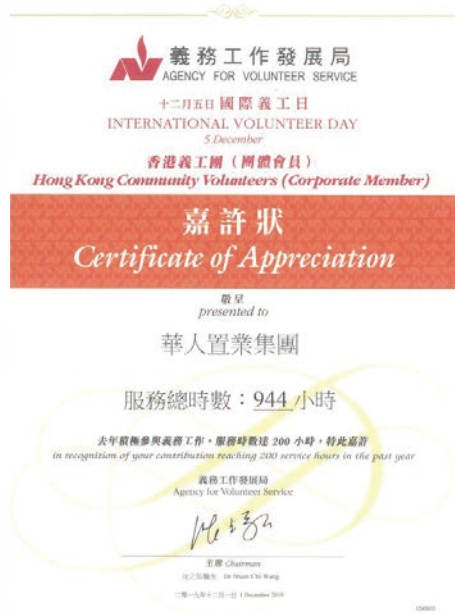 義務工作發展局
AGENCY FOR VOLUNTEER SERVICE
十二月五日 國際義工日
INTERNATIONAL VOLUNTEER DAY
5 December
香港義工團（團體會員）
Hong Kong Community Volunteers (Corporate Member)
嘉許狀
Certificate of Appreciation
敬呈
presented to
華人置業集團
服務總時數：944 小時
去年積極參與義務工作，服務時數達 200 小時，特此嘉許
in recognition of your contribution reaching 200 service hours in the past year
義務工作發展局
Agency for Volunteer Service
主席 Chairman
二零一九年十二月一日 1 December 2019